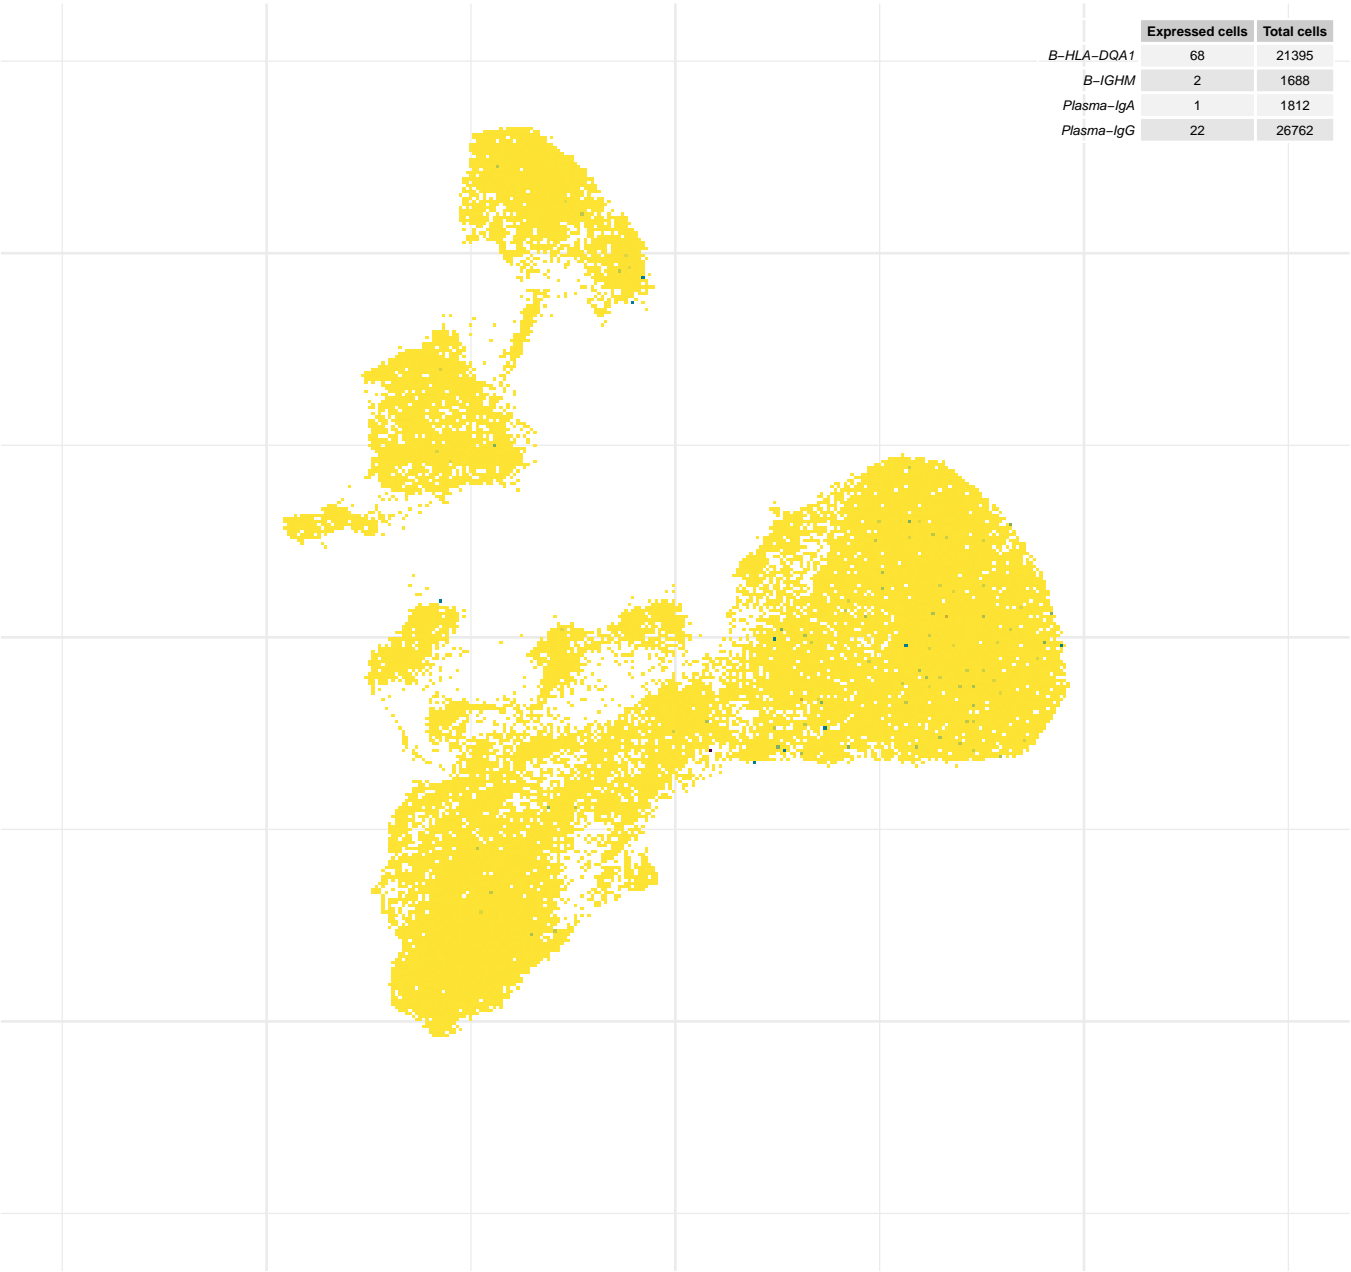 Expressed cells Total cells
B−HLA−DQA1 68 21395
B−IGHM 2 1688
Plasma−IgA 1 1812
Plasma−IgG 22 26762